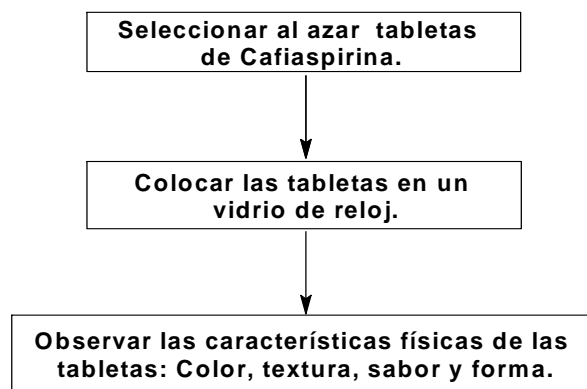 Seleccionar al azar tabletas
de Cafiaspirina.
Colocar las tabletas en un
vidrio de reloj.
Observar las características físicas de las
tabletas: Color, textura, sabor y forma.